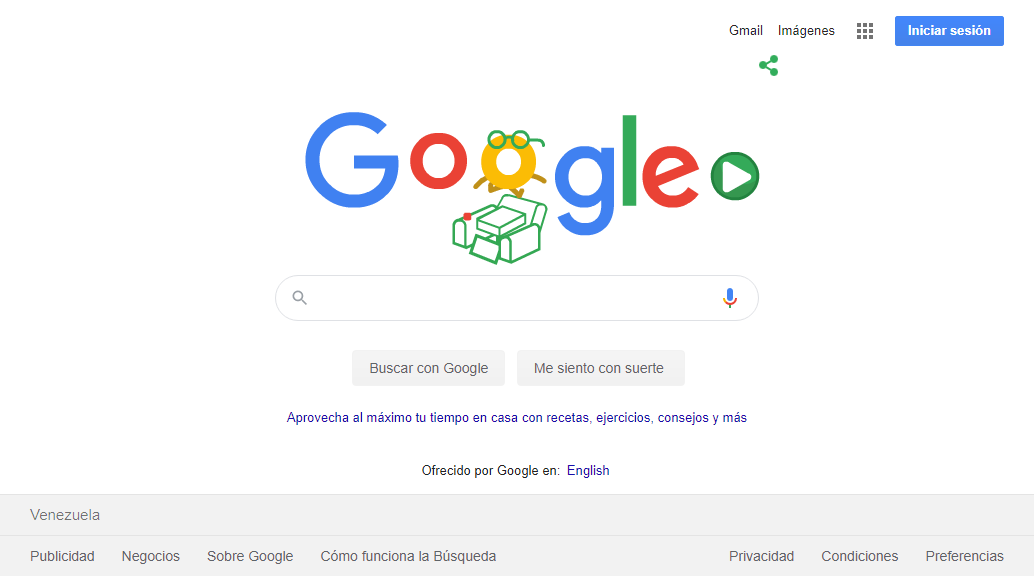 Gmail Imágenes Iniciar sesión
Google
Buscar con Google Me siento con suerte
Aprovecha al máximo tu tiempo en casa con recetas, ejercicios, consejos y más
Ofrecido por Google en: English
Venezuela
Publicidad Negocios Sobre Google Cómo funciona la Búsqueda Privacidad Condiciones Preferencias